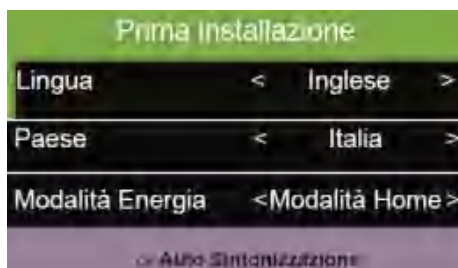 Prima installazione
Lingua < Inglese >
Paese < Italia >
Modalità Energia <Modalità Home>
Auto Sintonizzazione